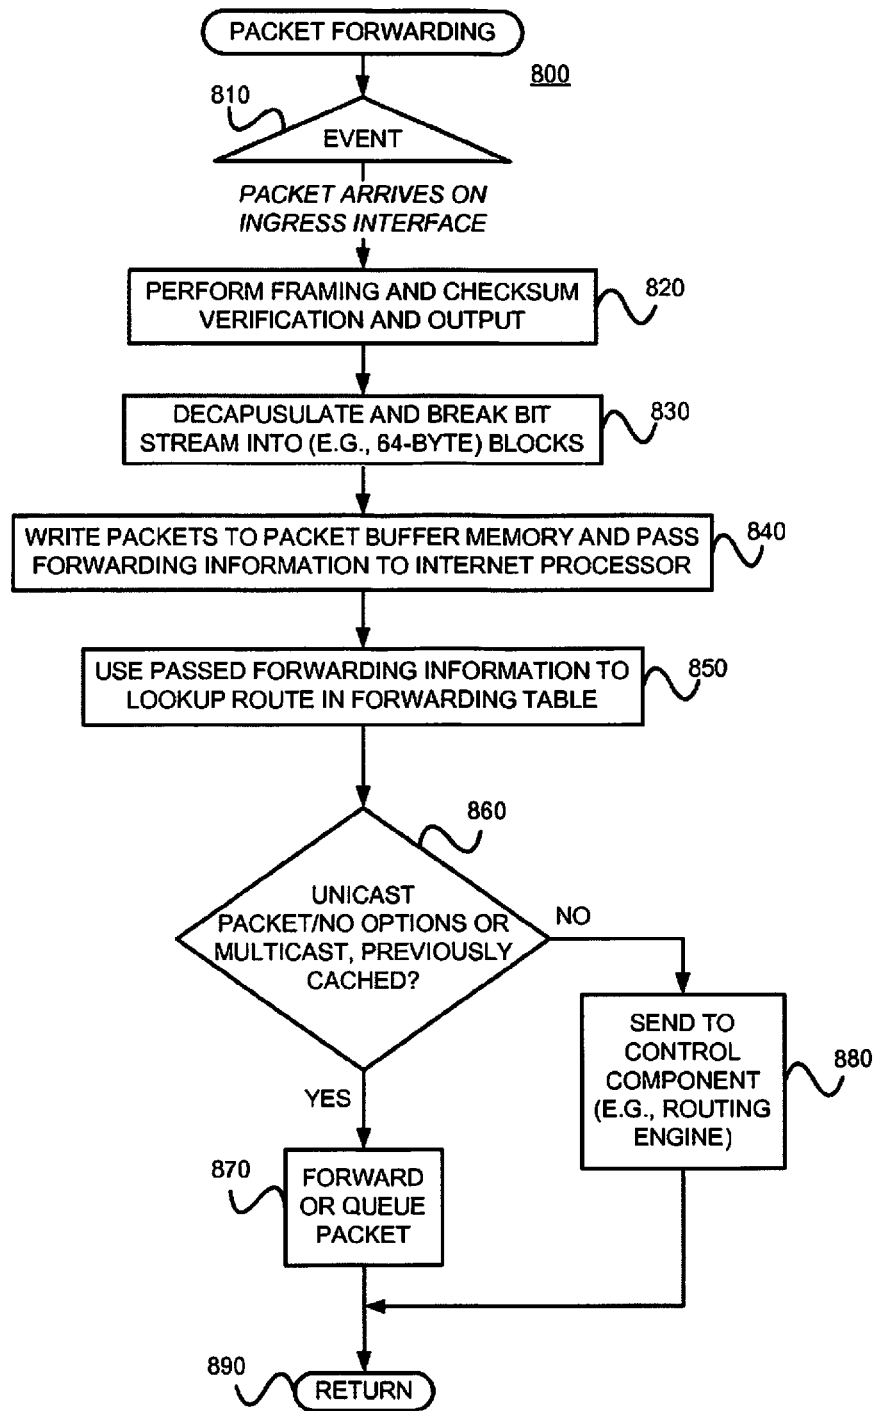 PACKET FORWARDING
800
810
EVENT
PACKET ARRIVES ON
INGRESS INTERFACE
PERFORM FRAMING AND CHECKSUM
VERIFICATION AND OUTPUT
820
DECAPUSULATE AND BREAK BIT
STREAM INTO (E.G., 64-BYTE) BLOCKS
830
WRITE PACKETS TO PACKET BUFFER MEMORY AND PASS
FORWARDING INFORMATION TO INTERNET PROCESSOR
840
USE PASSED FORWARDING INFORMATION TO
LOOKUP ROUTE IN FORWARDING TABLE
850
860
UNICAST
PACKET/NO OPTIONS OR
MULTICAST, PREVIOUSLY
CACHED?
NO
YES
SEND TO
CONTROL
COMPONENT
(E.G., ROUTING
ENGINE)
880
870
FORWARD
OR QUEUE
PACKET
890
RETURN